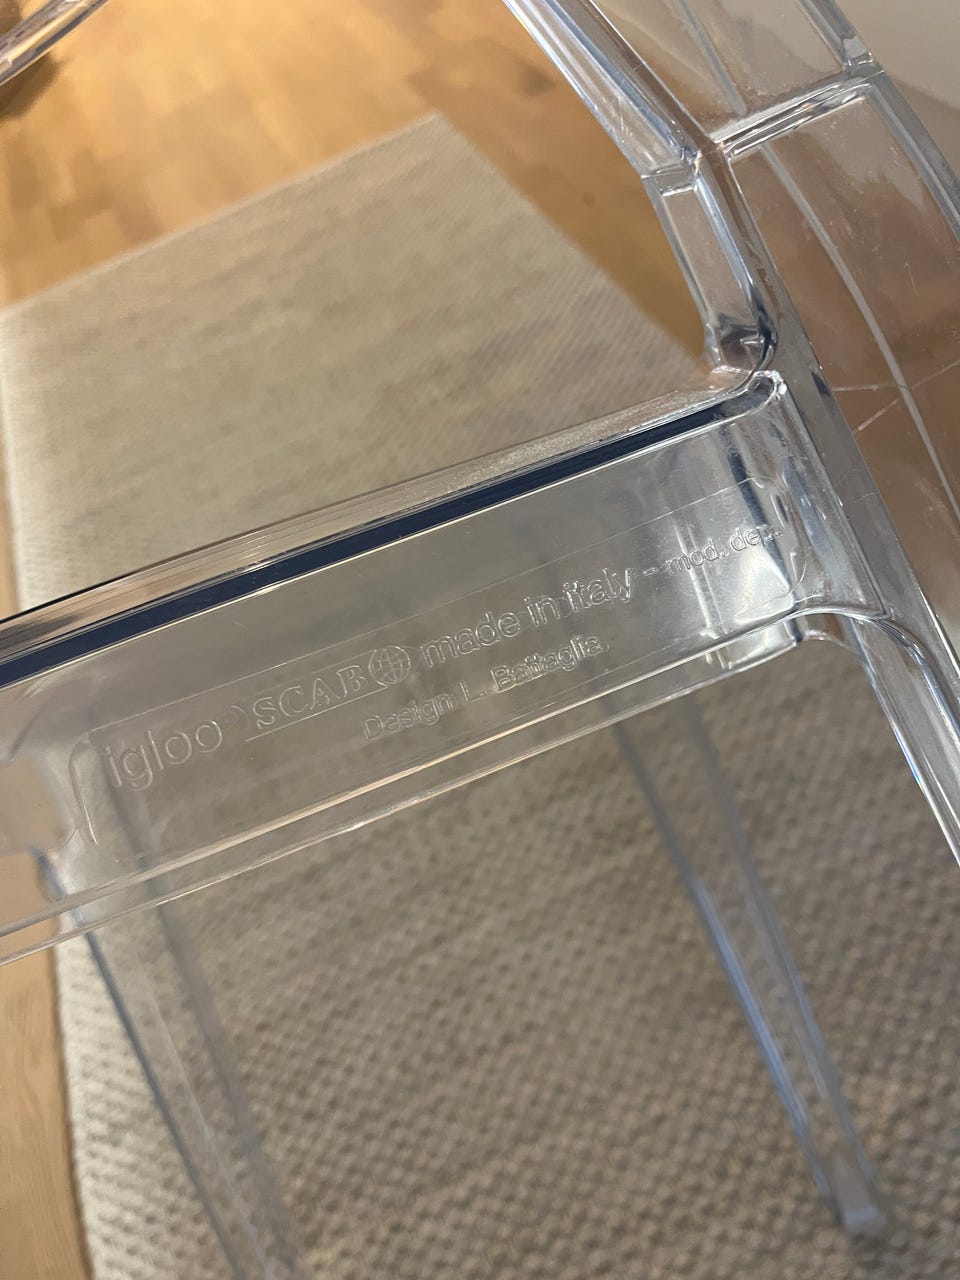 igloo® SCAB made in italy - mod. dep.
Design L. Battaglia